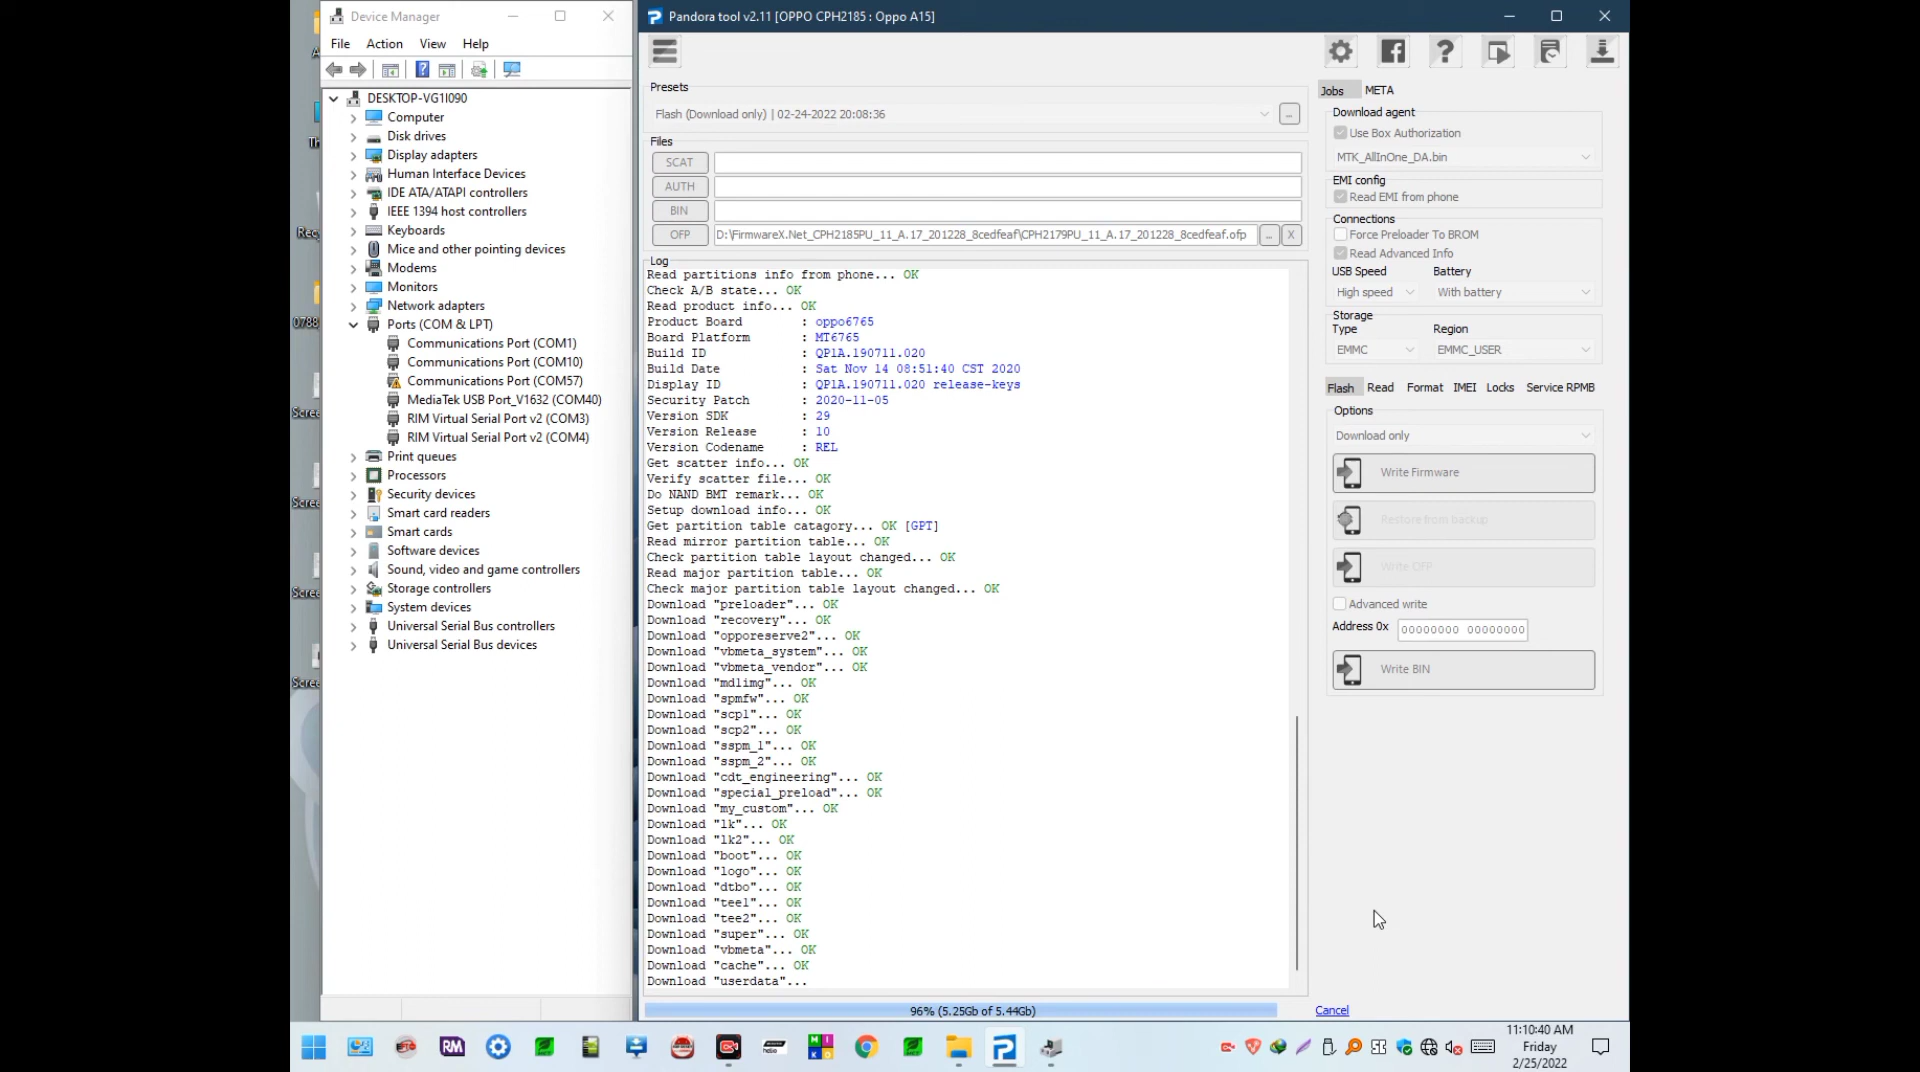 Device Manager
File Action View Help
DESKTOP-VG1I090
Computer
Disk drives
Display adapters
Human Interface Devices
IDE ATA/ATAPI controllers
IEEE 1394 host controllers
Keyboards
Mice and other pointing devices
Modems
Monitors
Network adapters
Ports (COM & LPT)
Communications Port (COM1)
Communications Port (COM10)
Communications Port (COM57)
MediaTek USB Port_V1632 (COM40)
RIM Virtual Serial Port v2 (COM3)
RIM Virtual Serial Port v2 (COM4)
Print queues
Processors
Security devices
Smart card readers
Smart cards
Software devices
Sound, video and game controllers
Storage controllers
System devices
Universal Serial Bus controllers
Universal Serial Bus devices
Pandora tool v2.11 [OPPO CPH2185 : Oppo A15]
Presets
Flash (Download only) | 02-24-2022 20:08:36
...
Files
SCAT
AUTH
BIN
OFP D:\FirmwareX.Net_CPH2185PU_11_A.17_201228_8cedfeaf\CPH2179PU_11_A.17_201228_8cedfeaf.ofp ... X
Log
Read partitions info from phone... OK
Check A/B state... OK
Read product info... OK
Product Board : oppo6765
Board Platform : MT6765
Build ID : QP1A.190711.020
Build Date : Sat Nov 14 08:51:40 CST 2020
Display ID : QP1A.190711.020 release-keys
Security Patch : 2020-11-05
Version SDK : 29
Version Release : 10
Version Codename : REL
Get scatter info... OK
Verify scatter file... OK
Do NAND BMT remark... OK
Setup download info... OK
Get partition table catagory... OK [GPT]
Read mirror partition table... OK
Check partition table layout changed... OK
Read major partition table... OK
Check major partition table layout changed... OK
Download "preloader"... OK
Download "recovery"... OK
Download "opporeserve2"... OK
Download "vbmeta_system"... OK
Download "vbmeta_vendor"... OK
Download "md1img"... OK
Download "spmfw"... OK
Download "scp1"... OK
Download "scp2"... OK
Download "sspm_1"... OK
Download "sspm_2"... OK
Download "cdt_engineering"... OK
Download "special_preload"... OK
Download "my_custom"... OK
Download "lk"... OK
Download "lk2"... OK
Download "boot"... OK
Download "logo"... OK
Download "dtbo"... OK
Download "tee1"... OK
Download "tee2"... OK
Download "super"... OK
Download "vbmeta"... OK
Download "cache"... OK
Download "userdata"...
96% (5.25Gb of 5.44Gb)
Cancel
Jobs META
Download agent
Use Box Authorization
MTK_AllInOne_DA.bin
EMI config
Read EMI from phone
Connections
Force Preloader To BROM
Read Advanced Info
USB Speed Battery
High speed With battery
Storage
Type Region
EMMC EMMC_USER
Flash Read Format IMEI Locks Service RPMB
Options
Download only
Write Firmware
Restore from backup
Write OFP
Advanced write
Address 0x 00000000 00000000
Write BIN
RM
11:10:40 AM
Friday
2/25/2022